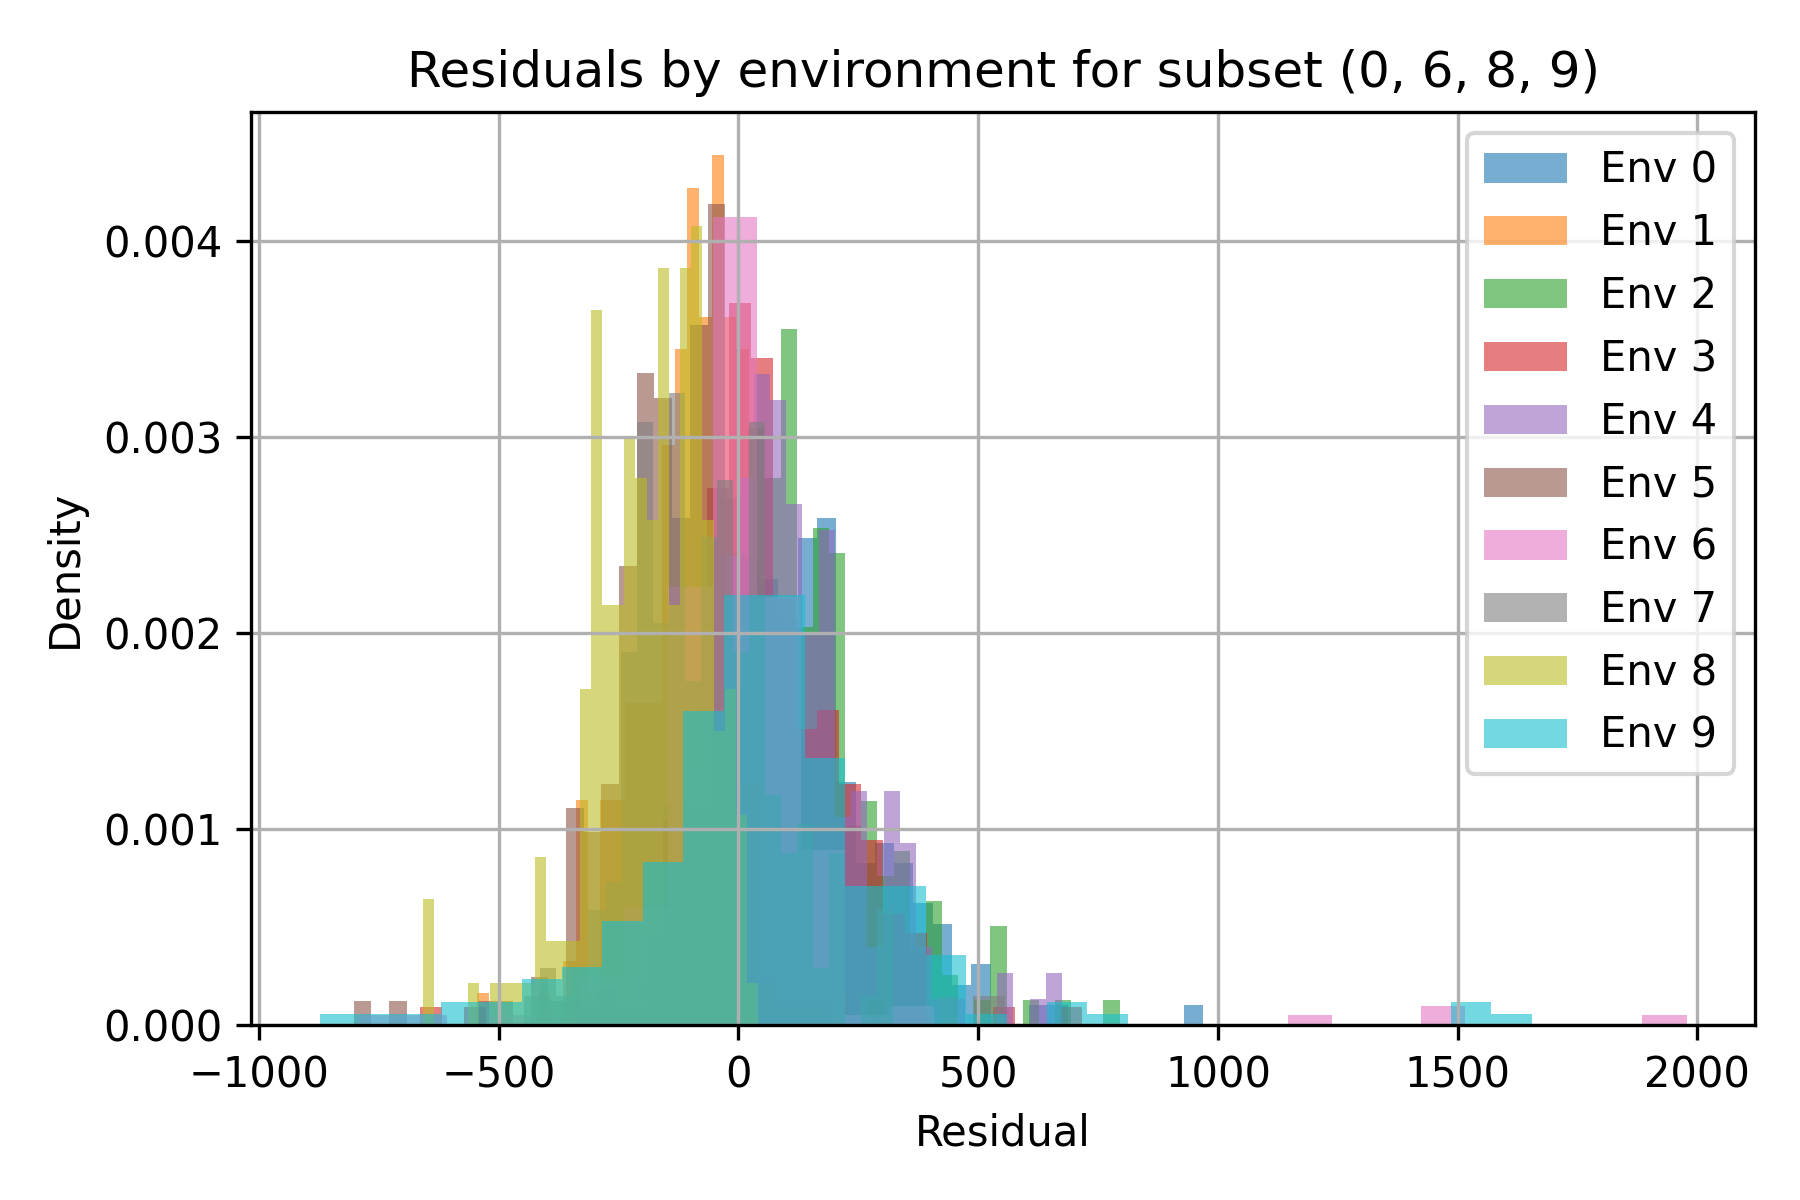 Residuals by environment for subset (0, 6, 8, 9)
Density
0.004
0.003
0.002
0.001
0.000
−1000 −500 0 500 1000 1500 2000
Residual
Env 0
Env 1
Env 2
Env 3
Env 4
Env 5
Env 6
Env 7
Env 8
Env 9